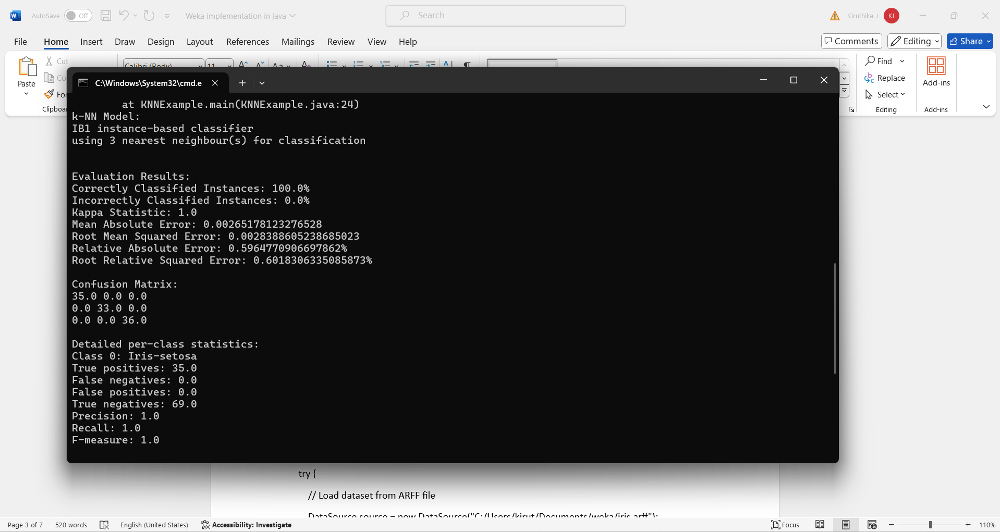 AutoSave Off Weka implementation in java Search Kiruthika J KJ
File Home Insert Draw Design Layout References Mailings Review View Help Comments Editing Share
Paste Cut
Clipboard
Calibri (Body) 11 Aa
Find
Replace
Select
Editing
Add-ins
Add-ins
C:\Windows\System32\cmd.e
at KNNExample.main(KNNExample.java:24)
k-NN Model:
IB1 instance-based classifier
using 3 nearest neighbour(s) for classification
Evaluation Results:
Correctly Classified Instances: 100.0%
Incorrectly Classified Instances: 0.0%
Kappa Statistic: 1.0
Mean Absolute Error: 0.00265178123276528
Root Mean Squared Error: 0.0028388605238685023
Relative Absolute Error: 0.5964770906697862%
Root Relative Squared Error: 0.6018306335085873%
Confusion Matrix:
35.0 0.0 0.0
0.0 33.0 0.0
0.0 0.0 36.0
Detailed per-class statistics:
Class 0: Iris-setosa
True positives: 35.0
False negatives: 0.0
False positives: 0.0
True negatives: 69.0
Precision: 1.0
Recall: 1.0
F-measure: 1.0
try {
// Load dataset from ARFF file
DataSource source = new DataSource("C:/Users/kirut/Documents/weka/iris.arff");
Page 3 of 7 520 words English (United States) Accessibility: Investigate Focus 110%